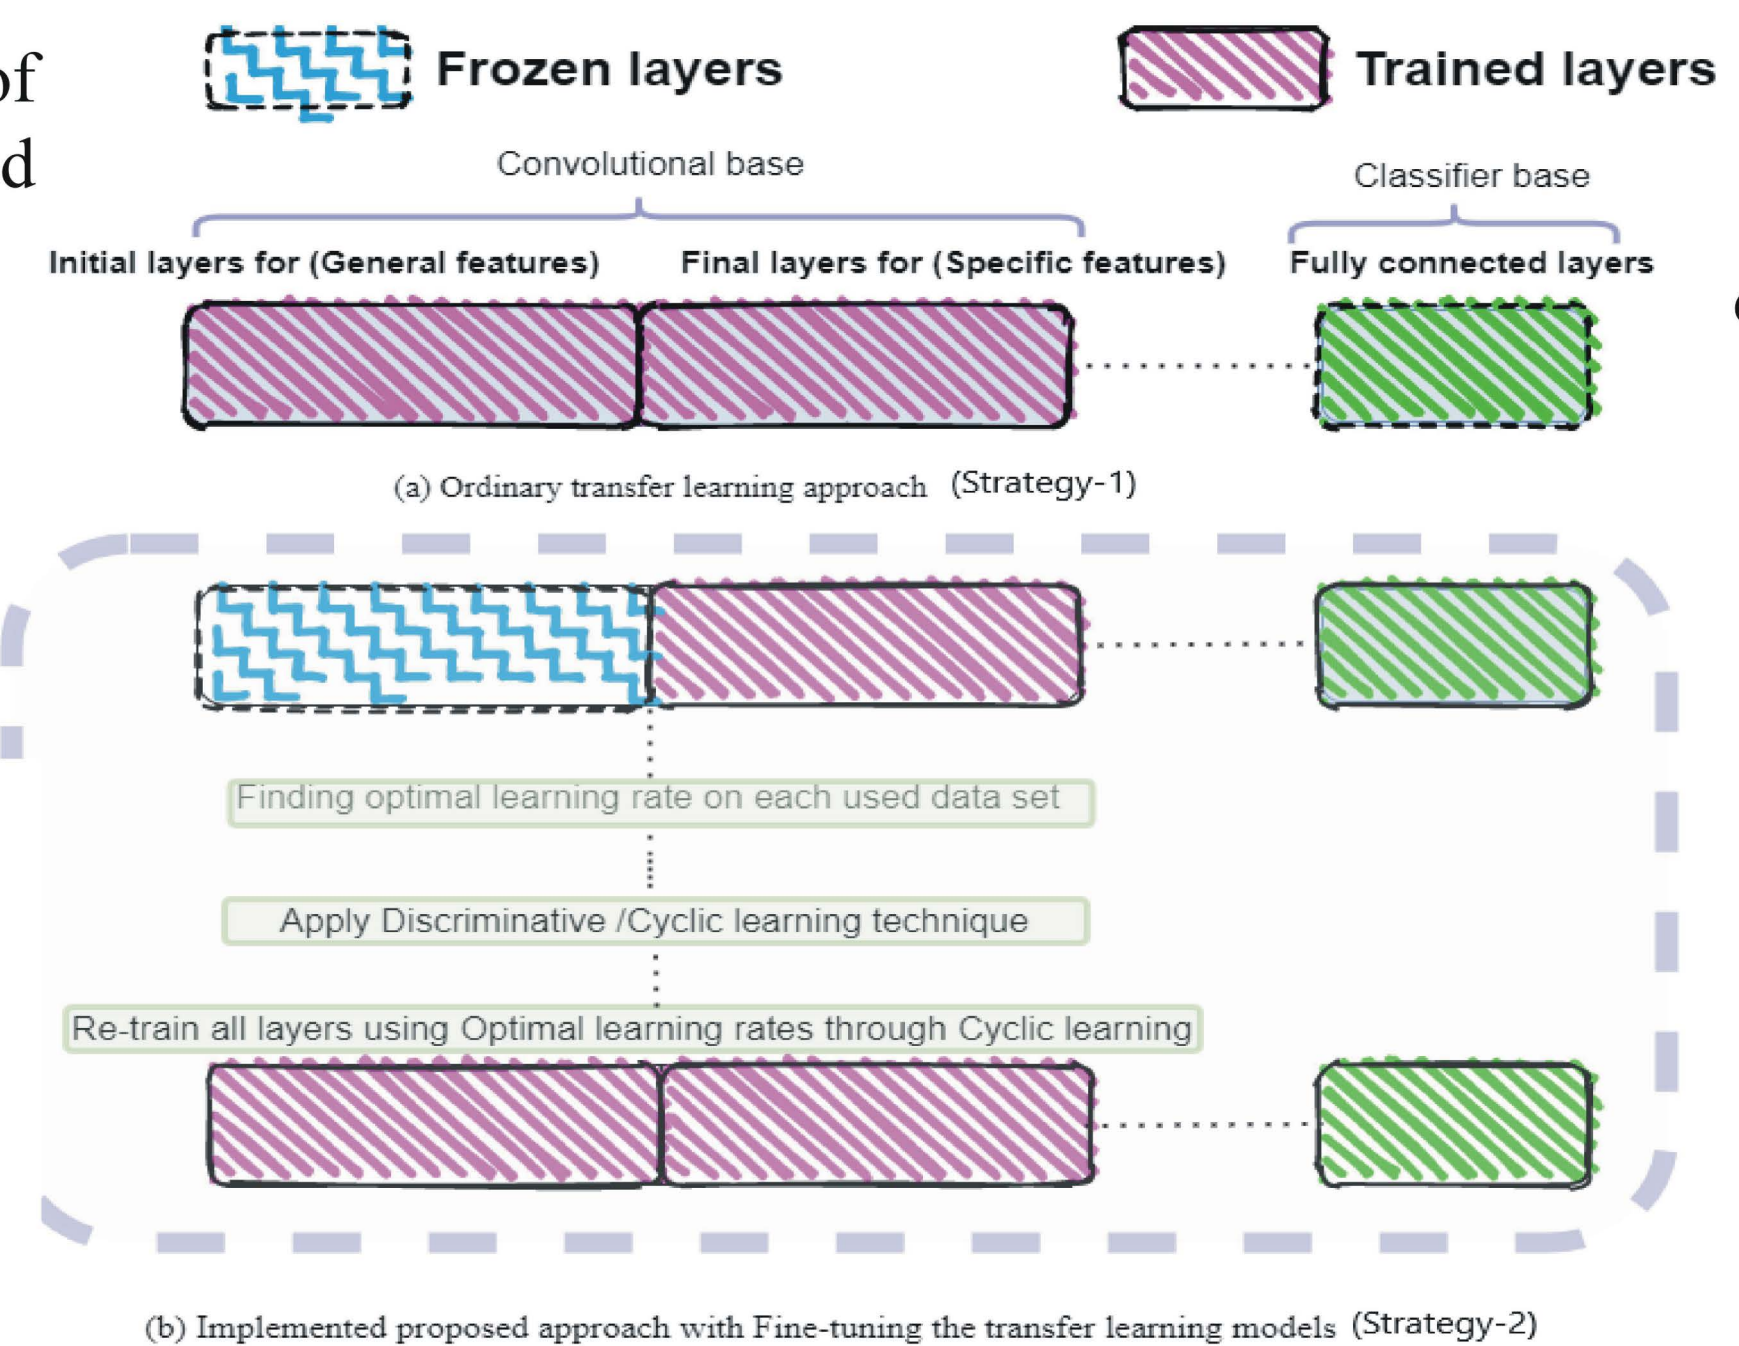 of
d
Frozen layers
Trained layers
Convolutional base
Classifier base
Initial layers for (General features)
Final layers for (Specific features)
Fully connected layers
(a) Ordinary transfer learning approach (Strategy-1)
Finding optimal learning rate on each used data set
Apply Discriminative /Cyclic learning technique
Re-train all layers using Optimal learning rates through Cyclic learning
(b) Implemented proposed approach with Fine-tuning the transfer learning models (Strategy-2)